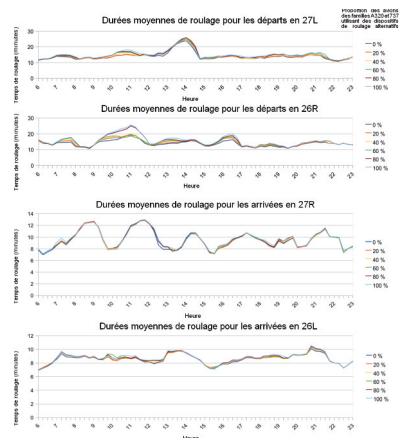 Proportion des avions
des familles A320 et 737
utilisant des dispositifs
de roulage alternatifs
Durées moyennes de roulage pour les départs en 27L
Temps de roulage (minutes)
30
20
10
0
6 7 8 9 10 11 12 13 14 15 16 17 18 19 20 21 22 23
Heure
0 %
20 %
40 %
60 %
80 %
100 %
Durées moyennes de roulage pour les départs en 26R
Temps de roulage (minutes)
30
20
10
0
6 7 8 9 10 11 12 13 14 15 16 17 18 19 20 21 22 23
Heure
0 %
20 %
40 %
60 %
80 %
100 %
Durées moyennes de roulage pour les arrivées en 27R
Temps de roulage (minutes)
14
12
10
8
6
4
2
0
6 7 8 9 10 11 12 13 14 15 16 17 18 19 20 21 22 23
Heure
0 %
20 %
40 %
60 %
80 %
100 %
Durées moyennes de roulage pour les arrivées en 26L
Temps de roulage (minutes)
12
10
8
6
4
2
0
6 7 8 9 10 11 12 13 14 15 16 17 18 19 20 21 22 23
Heure
0 %
20 %
40 %
60 %
80 %
100 %